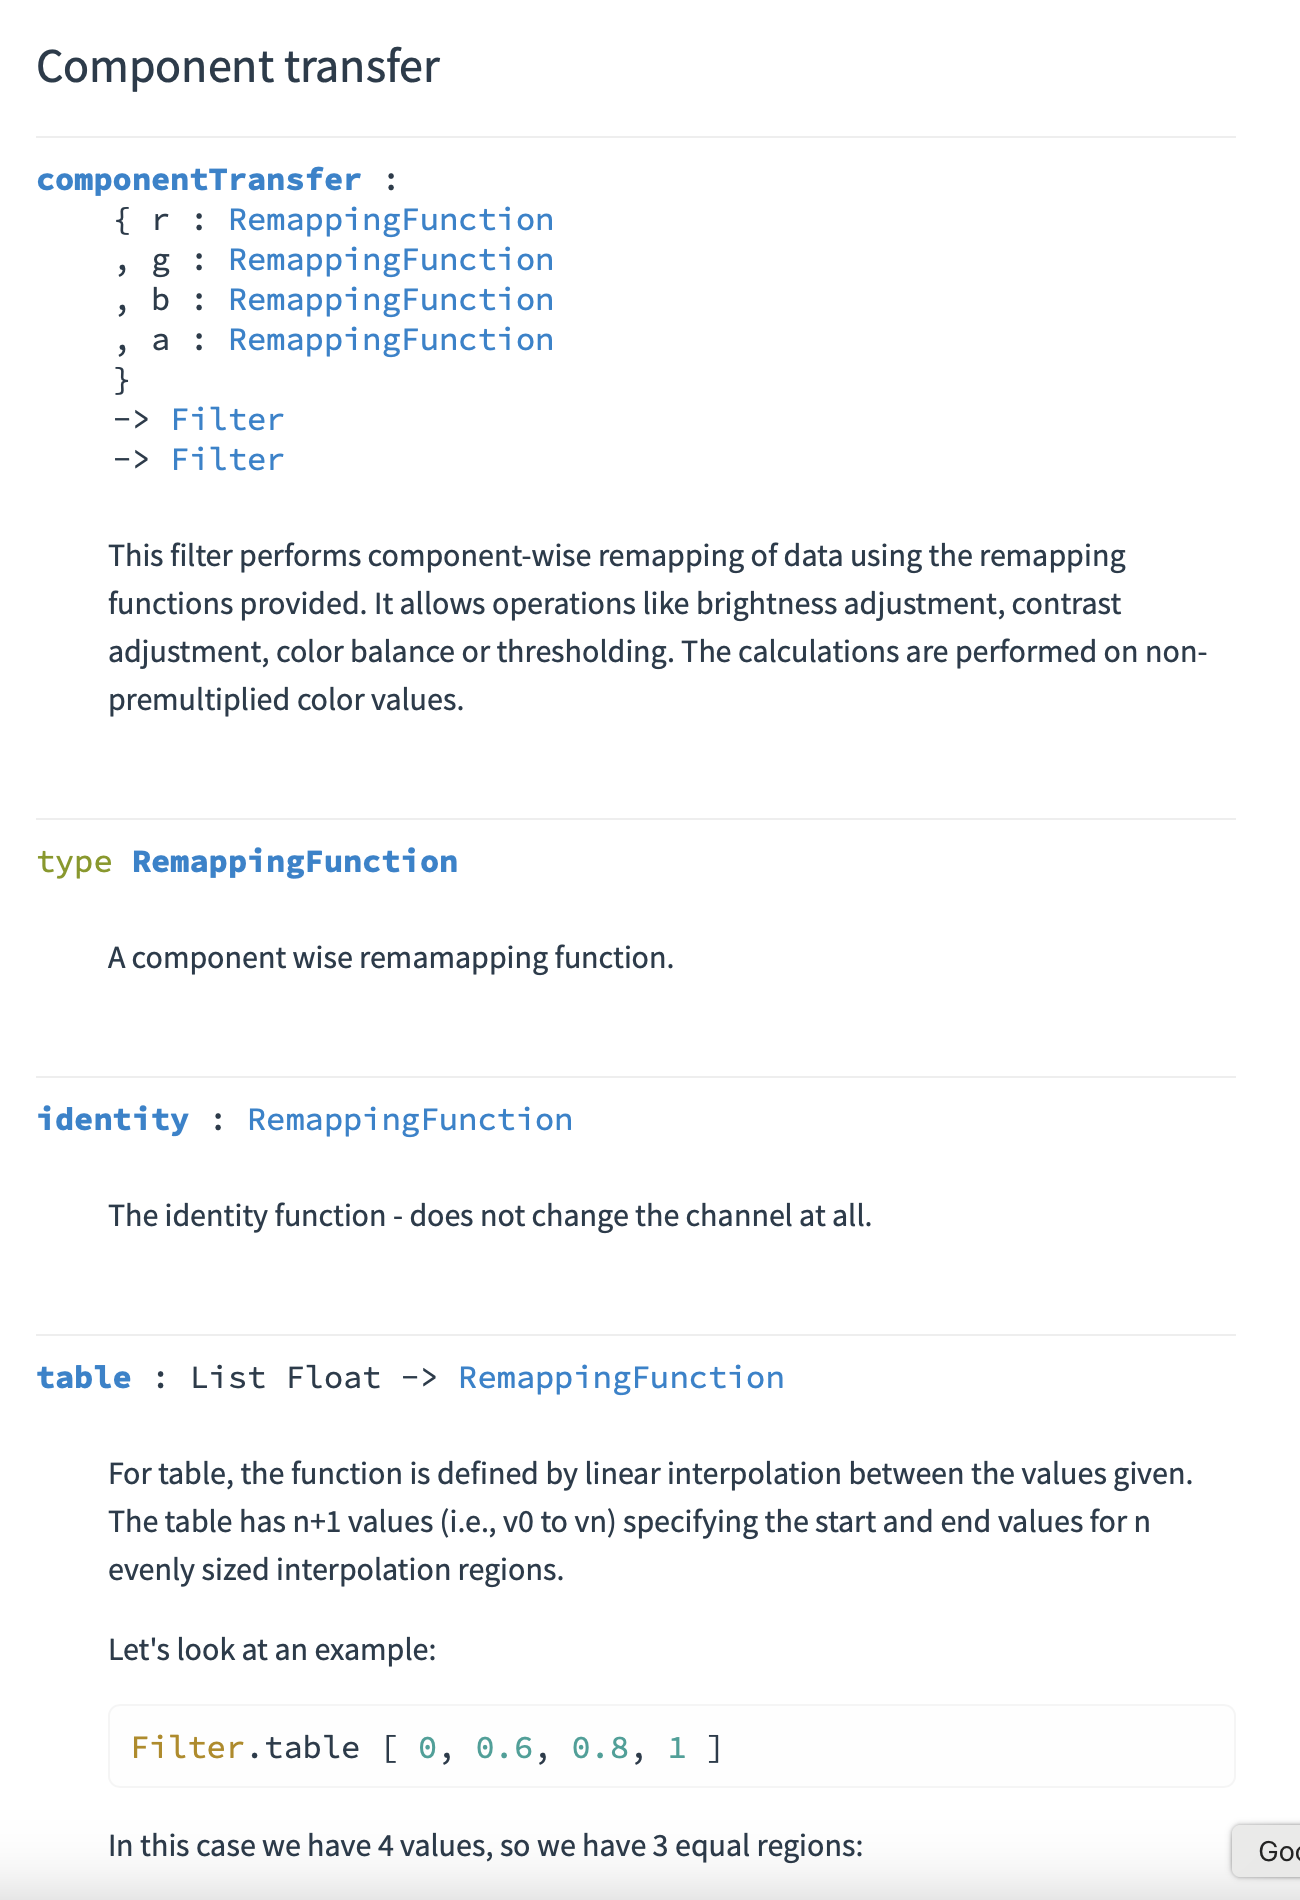 Component transfer
componentTransfer :
{ r : RemappingFunction
, g : RemappingFunction
, b : RemappingFunction
, a : RemappingFunction
}
-> Filter
-> Filter
This filter performs component-wise remapping of data using the remapping
functions provided. It allows operations like brightness adjustment, contrast
adjustment, color balance or thresholding. The calculations are performed on non-
premultiplied color values.
type RemappingFunction
A component wise remamapping function.
identity : RemappingFunction
The identity function - does not change the channel at all.
table : List Float -> RemappingFunction
For table, the function is defined by linear interpolation between the values given.
The table has n+1 values (i.e., v0 to vn) specifying the start and end values for n
evenly sized interpolation regions.
Let's look at an example:
Filter.table [ 0, 0.6, 0.8, 1 ]
In this case we have 4 values, so we have 3 equal regions: